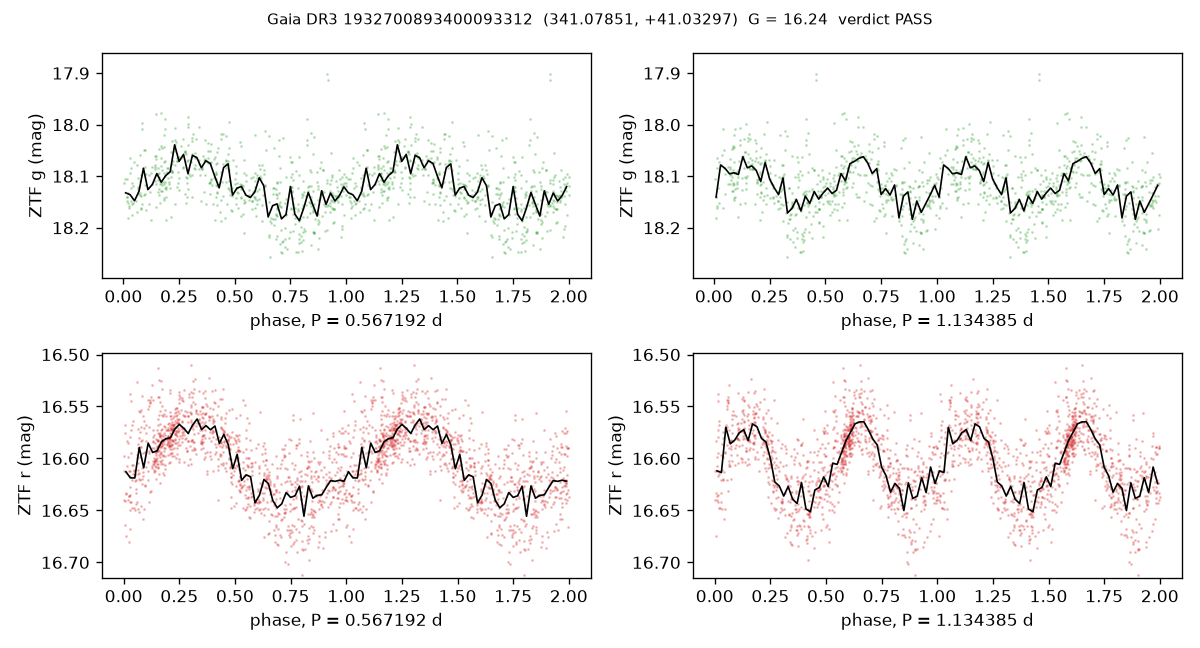 Gaia DR3 1932700893400093312  (341.07851, +41.03297)  G = 16.24  verdict PASS
17.9
18.0
18.1
18.2
ZTF g (mag)
0.00 0.25 0.50 0.75 1.00 1.25 1.50 1.75 2.00
phase, P = 0.567192 d
17.9
18.0
18.1
18.2
ZTF g (mag)
0.00 0.25 0.50 0.75 1.00 1.25 1.50 1.75 2.00
phase, P = 1.134385 d
16.50
16.55
16.60
16.65
16.70
ZTF r (mag)
0.00 0.25 0.50 0.75 1.00 1.25 1.50 1.75 2.00
phase, P = 0.567192 d
16.50
16.55
16.60
16.65
16.70
ZTF r (mag)
0.00 0.25 0.50 0.75 1.00 1.25 1.50 1.75 2.00
phase, P = 1.134385 d